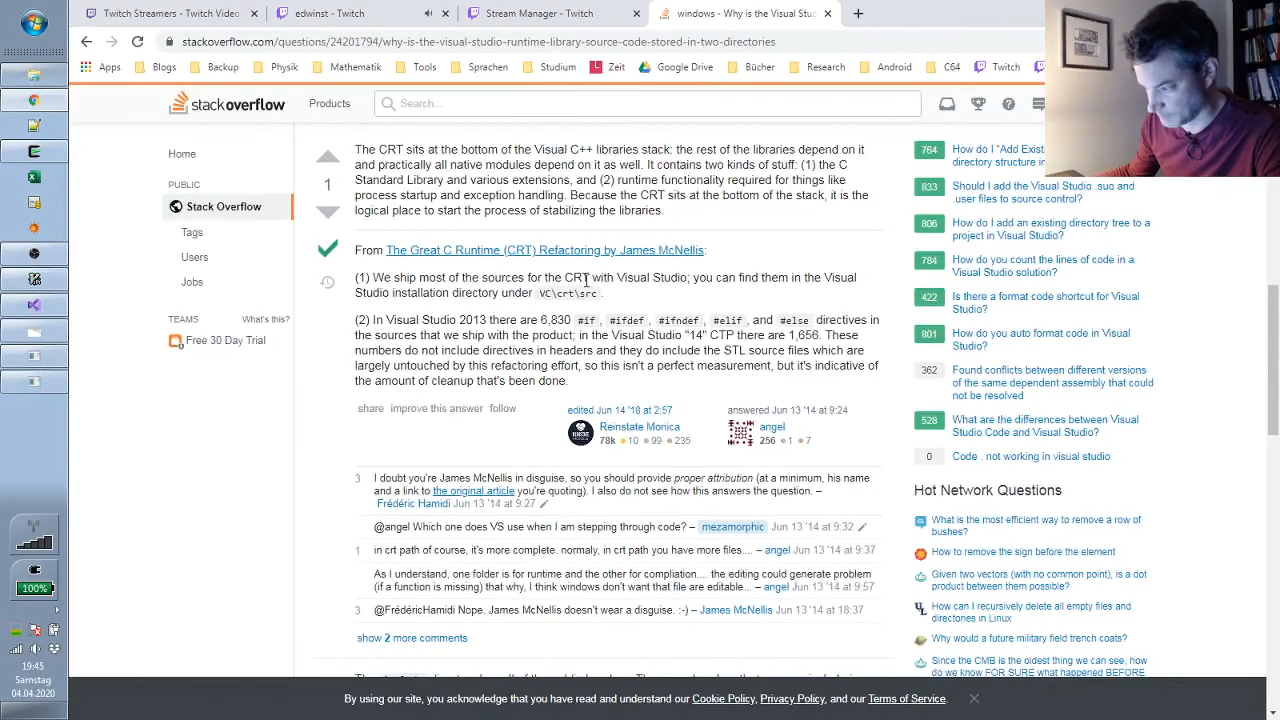 Twitch Streamers - Twitch Video
edwinst - Twitch
Stream Manager - Twitch
windows - Why is the Visual Stuc
stackoverflow.com/questions/24201794/why-is-the-visual-studio-runtime-library-source-code-stored-in-two-directories
Apps
Blogs
Backup
Physik
Mathematik
Tools
Sprachen
Studium
Zeit
Google Drive
Bücher
Research
Android
C64
Twitch
stackoverflow
Products
Search...
Home
PUBLIC
Stack Overflow
Tags
Users
Jobs
TEAMS What's this?
Free 30 Day Trial
1
The CRT sits at the bottom of the Visual C++ libraries stack: the rest of the libraries depend on it
and practically all native modules depend on it as well. It contains two kinds of stuff: (1) the C
Standard Library and various extensions, and (2) runtime functionality required for things like
process startup and exception handling. Because the CRT sits at the bottom of the stack, it is the
logical place to start the process of stabilizing the libraries.
From The Great C Runtime (CRT) Refactoring by James McNellis:
(1) We ship most of the sources for the CRT with Visual Studio; you can find them in the Visual
Studio installation directory under VC\crt\src.
(2) In Visual Studio 2013 there are 6,830 #if, #ifdef, #ifndef, #elif, and #else directives in
the sources that we ship with the product; in the Visual Studio "14" CTP there are 1,656. These
numbers do not include directives in headers and they do include the STL source files which are
largely untouched by this refactoring effort, so this isn't a perfect measurement, but it's indicative of
the amount of cleanup that's been done.
share improve this answer follow
edited Jun 14 '18 at 2:57
Reinstate Monica
78k 10 99 235
answered Jun 13 '14 at 9:24
angel
256 1 7
3 I doubt you're James McNellis in disguise, so you should provide proper attribution (at a minimum, his name
and a link to the original article you're quoting). I also do not see how this answers the question. –
Frédéric Hamidi Jun 13 '14 at 9:27
@angel Which one does VS use when I am stepping through code? – mezamorphic Jun 13 '14 at 9:32
1 in crt path of course, it's more complete. normally, in crt path you have more files.... – angel Jun 13 '14 at 9:37
As I understand, one folder is for runtime and the other for compliation.... the editing could generate problem
(if a function is missing) that why, I think windows don't want that file are editable... – angel Jun 13 '14 at 9:57
3 @FrédéricHamidi Nope. James McNellis doesn't wear a disguise. :-) – James McNellis Jun 13 '14 at 18:37
show 2 more comments
764 How do I "Add Exist
directory structure in
833 Should I add the Visual Studio .suo and
.user files to source control?
806 How do I add an existing directory tree to a
project in Visual Studio?
784 How do you count the lines of code in a
Visual Studio solution?
422 Is there a format code shortcut for Visual
Studio?
801 How do you auto format code in Visual
Studio?
362 Found conflicts between different versions
of the same dependent assembly that could
not be resolved
528 What are the differences between Visual
Studio Code and Visual Studio?
0 Code . not working in visual studio
Hot Network Questions
What is the most efficient way to remove a row of
bushes?
How to remove the sign before the element
Given two vectors (with no common point), is a dot
product between them possible?
How can I recursively delete all empty files and
directories in Linux
Why would a future military field trench coats?
Since the CMB is the oldest thing we can see, how
do we know FOR SURE what happened BEFORE
By using our site, you acknowledge that you have read and understand our Cookie Policy, Privacy Policy, and our Terms of Service.
100%
19:45
Samstag
04.04.2020